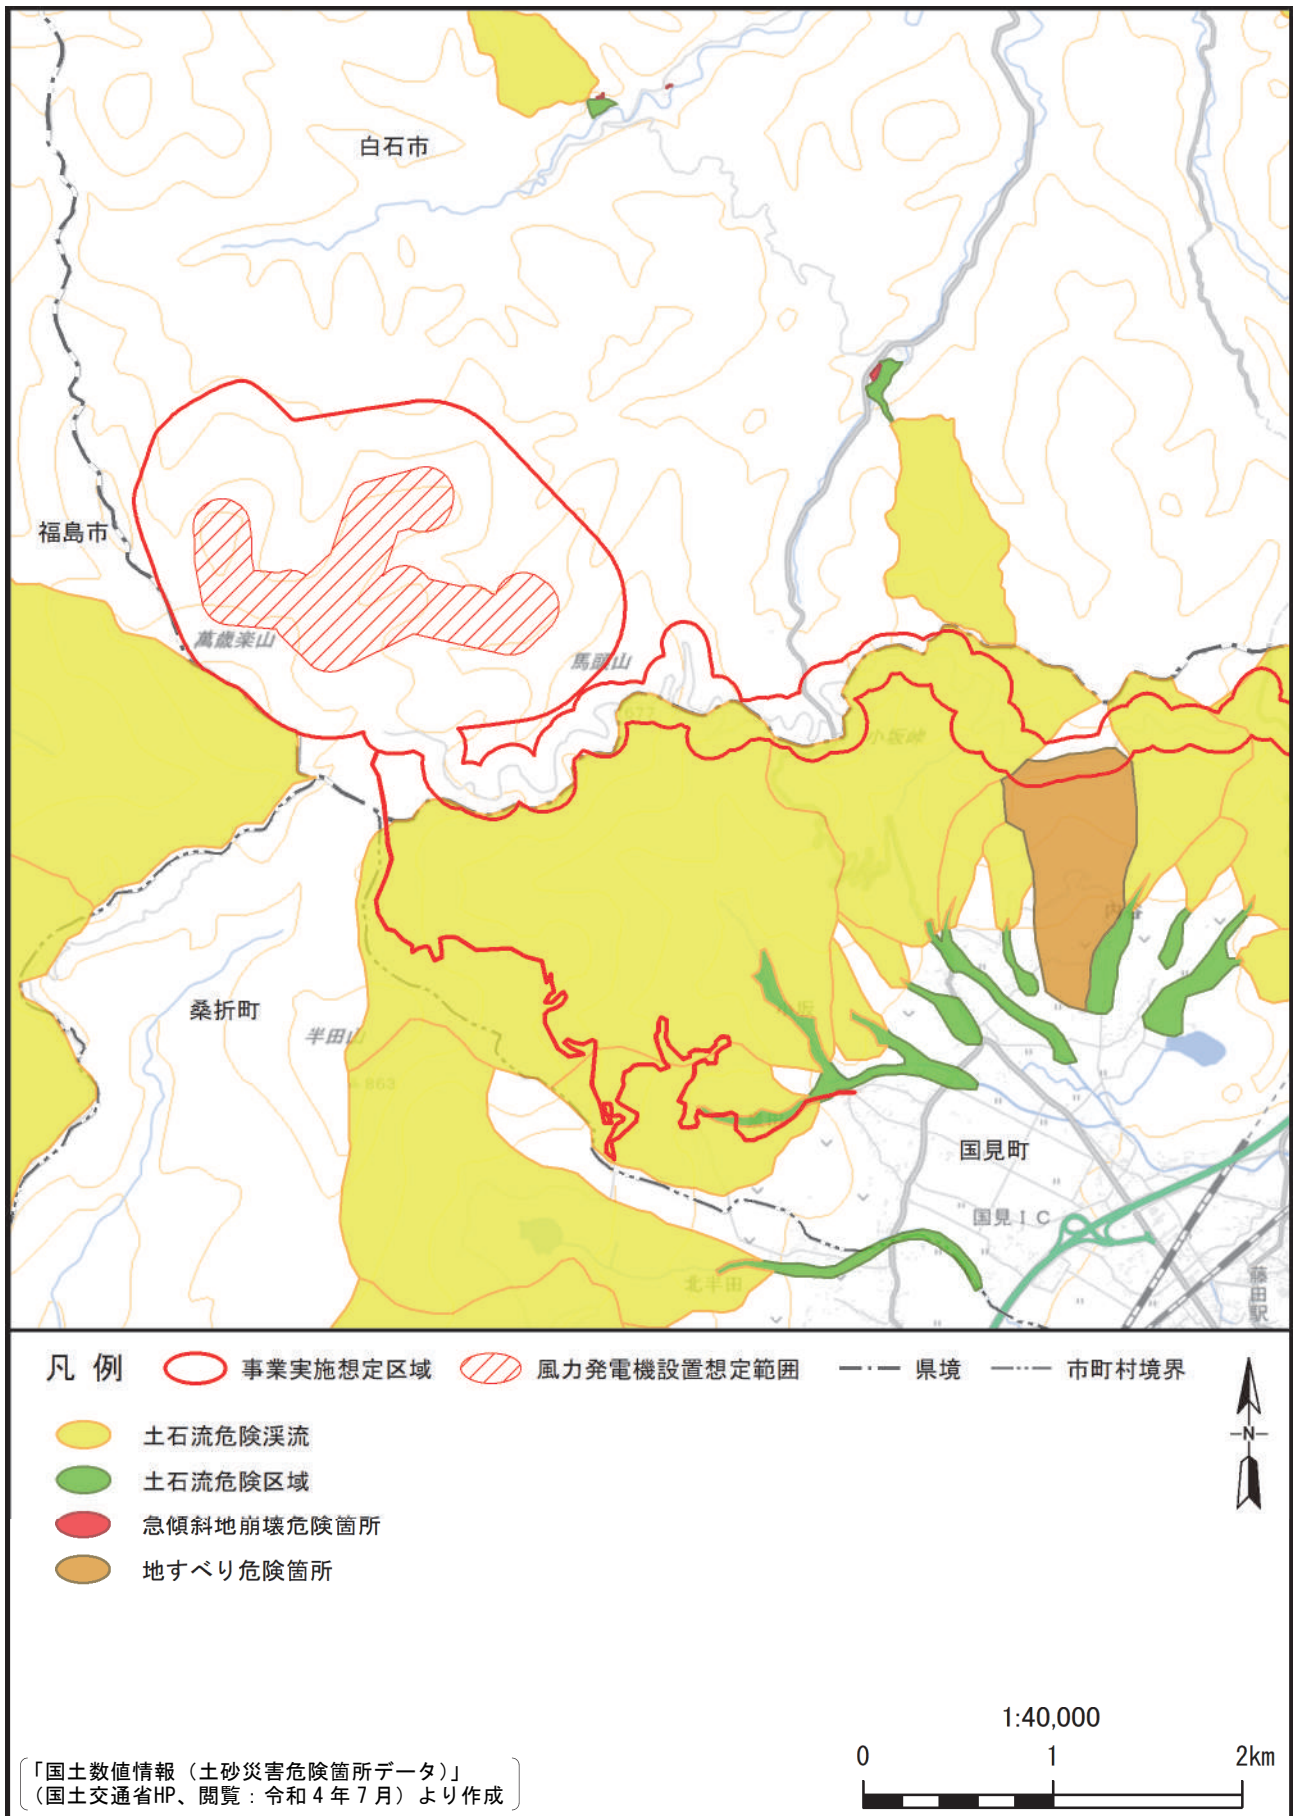 白石市
福島市
萬歳楽山
馬頭山
677
小坂峠
内谷
桑折町
半田山
863
小坂
国見町
国見IC
北半田
藤田駅
凡例
事業実施想定区域
風力発電機設置想定範囲
県境
市町村境界
土石流危険渓流
土石流危険区域
急傾斜地崩壊危険箇所
地すべり危険箇所
N
1:40,000
0 1 2km
「国土数値情報（土砂災害危険箇所データ）」
（国土交通省HP、閲覧：令和4年7月）より作成